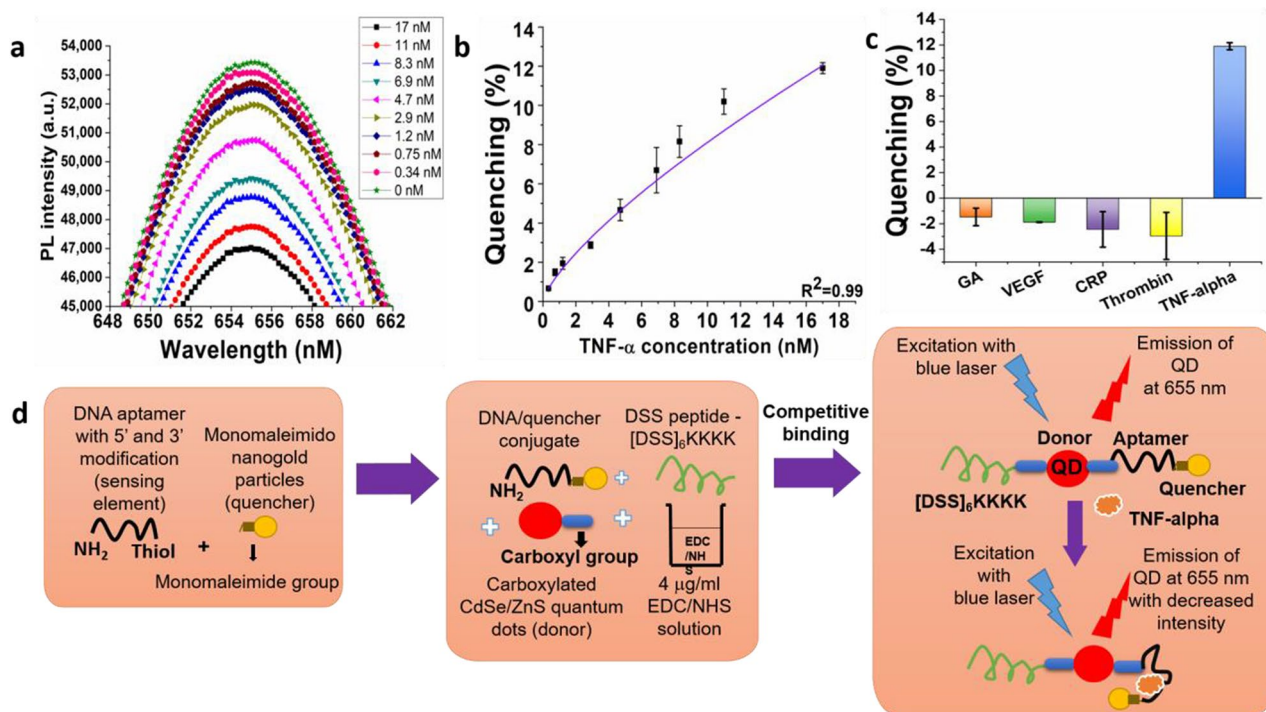 a
PL intensity (a.u.)
54,000
53,000
52,000
51,000
50,000
49,000
48,000
47,000
46,000
45,000
648 650 652 654 656 658 660 662
Wavelength (nM)
17 nM
11 nM
8.3 nM
6.9 nM
4.7 nM
2.9 nM
1.2 nM
0.75 nM
0.34 nM
0 nM
b
Quenching (%)
14
12
10
8
6
4
2
0
0 2 4 6 8 10 12 14 16 18
R²=0.99
TNF-α concentration (nM)
c
Quenching (%)
14
12
10
8
6
4
2
0
-2
-4
GA VEGF CRP Thrombin TNF-alpha
d
DNA aptamer
with 5' and 3'
modification
(sensing
element)
Monomaleimido
nanogold
particles
(quencher)
NH₂ Thiol +
Monomaleimide group
DNA/quencher
conjugate
DSS peptide -
[DSS]₆KKKK
NH₂
Carboxyl group
EDC
/NH
S
Carboxylated
CdSe/ZnS quantum
dots (donor)
4 µg/ml
EDC/NHS
solution
Competitive
binding
Excitation with
blue laser
Emission of
QD
at 655 nm
Donor Aptamer
QD
Quencher
[DSS]₆KKKK
TNF-alpha
Excitation
with
blue laser
Emission of
QD at 655 nm
with decreased
intensity